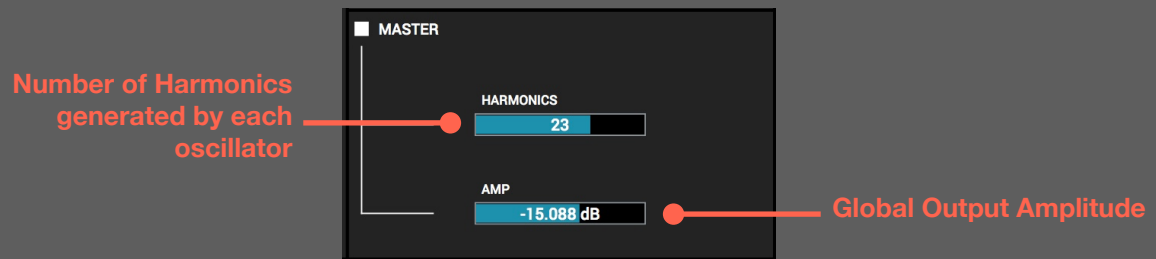 MASTER
Number of Harmonics
generated by each
oscillator
HARMONICS
23
AMP
-15.088 dB
Global Output Amplitude